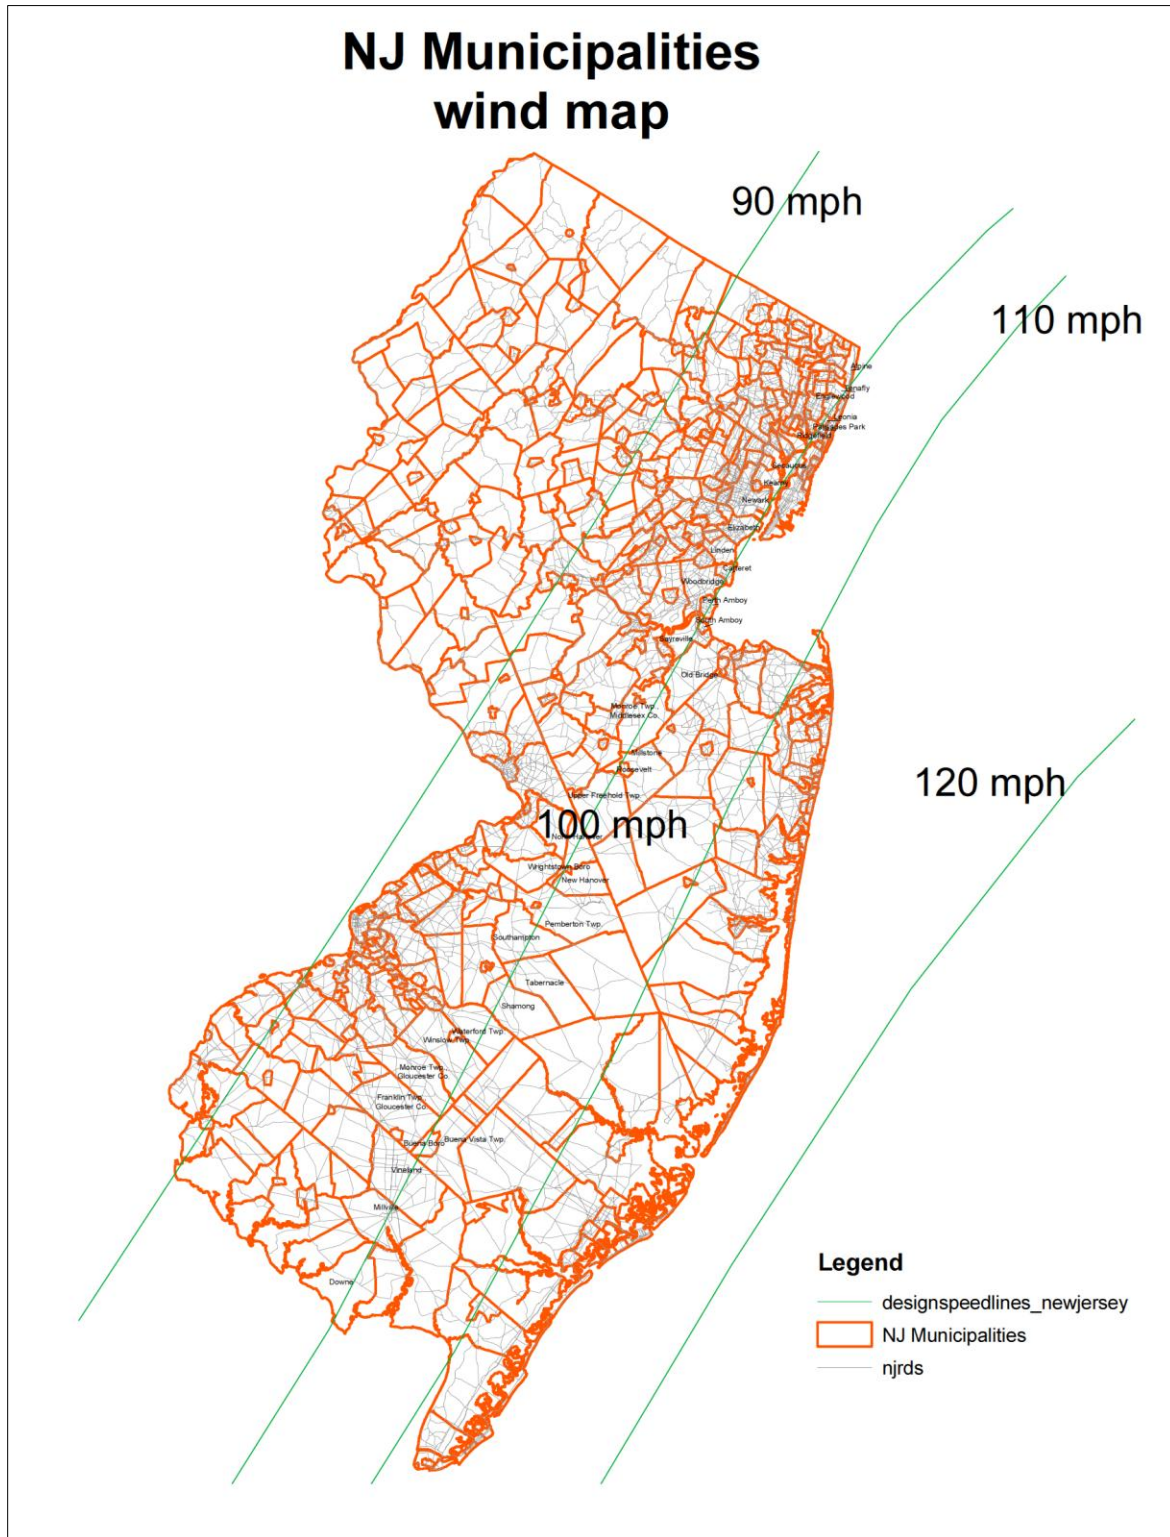 NJ Municipalities
wind map
90 mph
110 mph
Alpine
Tenafly
Englewood
Leonia
Palisades Park
Ridgefield
Secaucus
Kearny
Newark
Elizabeth
Linden
Carteret
Woodbridge
Perth Amboy
South Amboy
Sayreville
Old Bridge
Monroe Twp.,
Middlesex Co.
Millstone
Roosevelt
120 mph
Upper Freehold Twp.
100 mph
North Hanover
Wrightstown Boro
New Hanover
Pemberton Twp.
Southampton
Tabernacle
Shamong
Waterford Twp.
Winslow Twp.
Monroe Twp.,
Gloucester Co.
Franklin Twp.,
Gloucester Co.
Buena Vista Twp.
Buena Boro
Vineland
Millville
Downe
Legend
designspeedlines_newjersey
NJ Municipalities
njrds